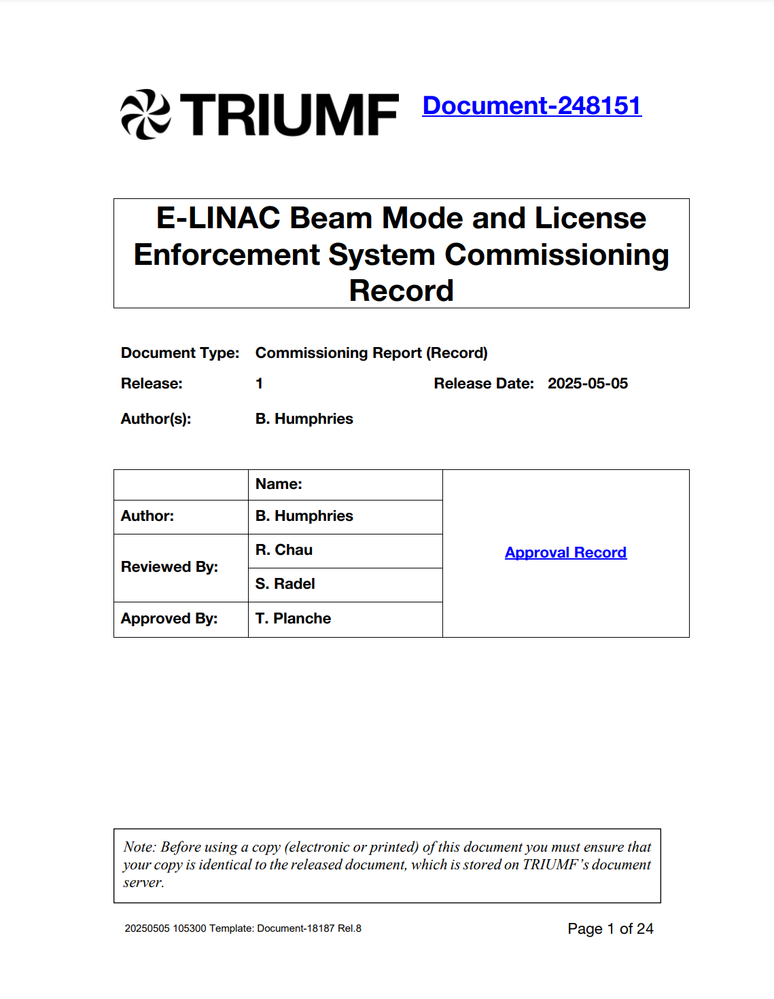 TRIUMF Document-248151
E-LINAC Beam Mode and License
Enforcement System Commissioning
Record
Document Type: Commissioning Report (Record)
Release: 1 Release Date: 2025-05-05
Author(s): B. Humphries
Name:
Author: B. Humphries
Reviewed By: R. Chau
S. Radel
Approved By: T. Planche
Approval Record
Note: Before using a copy (electronic or printed) of this document you must ensure that
your copy is identical to the released document, which is stored on TRIUMF’s document
server.
20250505 105300 Template: Document-18187 Rel.8 Page 1 of 24